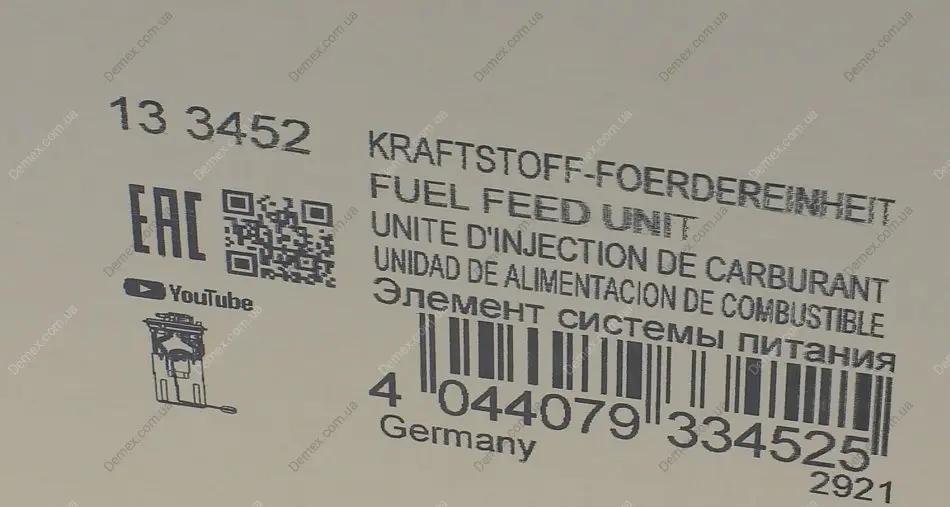 13 3452
KRAFTSTOFF-FOERDEREINHEIT
FUEL FEED UNIT
UNITE D'INJECTION DE CARBURANT
UNIDAD DE ALIMENTACION DE COMBUSTIBLE
Элемент системы питания
EAC
YouTube
4 044079 334525
Germany
2921
Demex.com.ua